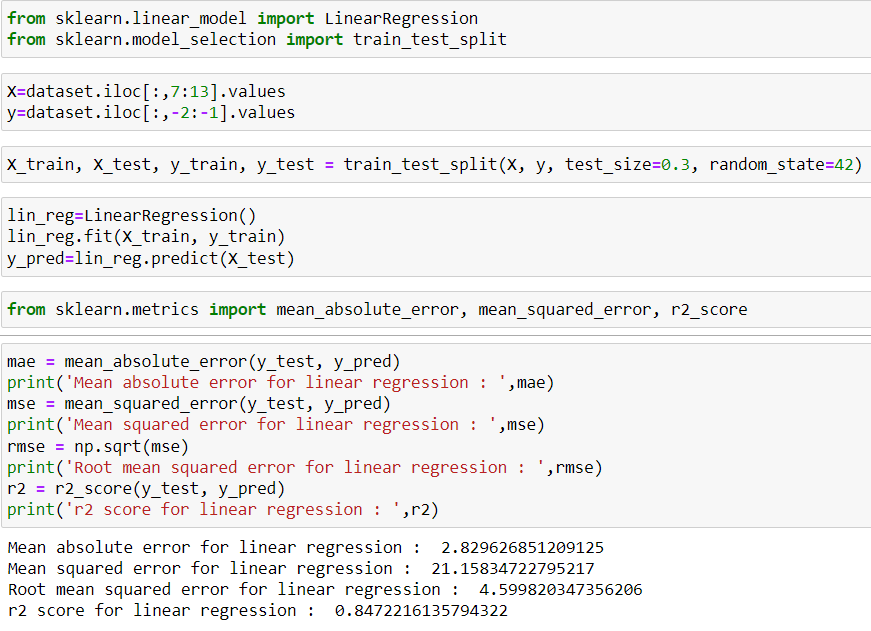 from sklearn.linear_model import LinearRegression
from sklearn.model_selection import train_test_split
X=dataset.iloc[:,7:13].values
y=dataset.iloc[:,-2:-1].values
X_train, X_test, y_train, y_test = train_test_split(X, y, test_size=0.3, random_state=42)
lin_reg=LinearRegression()
lin_reg.fit(X_train, y_train)
y_pred=lin_reg.predict(X_test)
from sklearn.metrics import mean_absolute_error, mean_squared_error, r2_score
mae = mean_absolute_error(y_test, y_pred)
print('Mean absolute error for linear regression : ',mae)
mse = mean_squared_error(y_test, y_pred)
print('Mean squared error for linear regression : ',mse)
rmse = np.sqrt(mse)
print('Root mean squared error for linear regression : ',rmse)
r2 = r2_score(y_test, y_pred)
print('r2 score for linear regression : ',r2)
Mean absolute error for linear regression :  2.829626851209125
Mean squared error for linear regression :  21.15834722795217
Root mean squared error for linear regression :  4.599820347356206
r2 score for linear regression :  0.8472216135794322